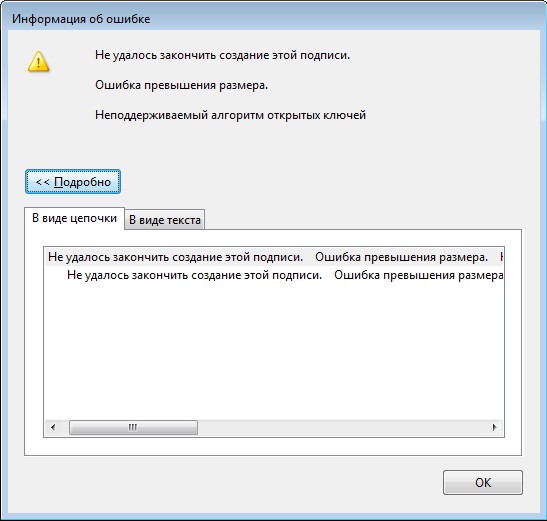 Информация об ошибке
Не удалось закончить создание этой подписи.
Ошибка превышения размера.
Неподдерживаемый алгоритм открытых ключей
<< Подробно
В виде цепочки В виде текста
Не удалось закончить создание этой подписи. Ошибка превышения размера.
Не удалось закончить создание этой подписи. Ошибка превышения размера
ОК